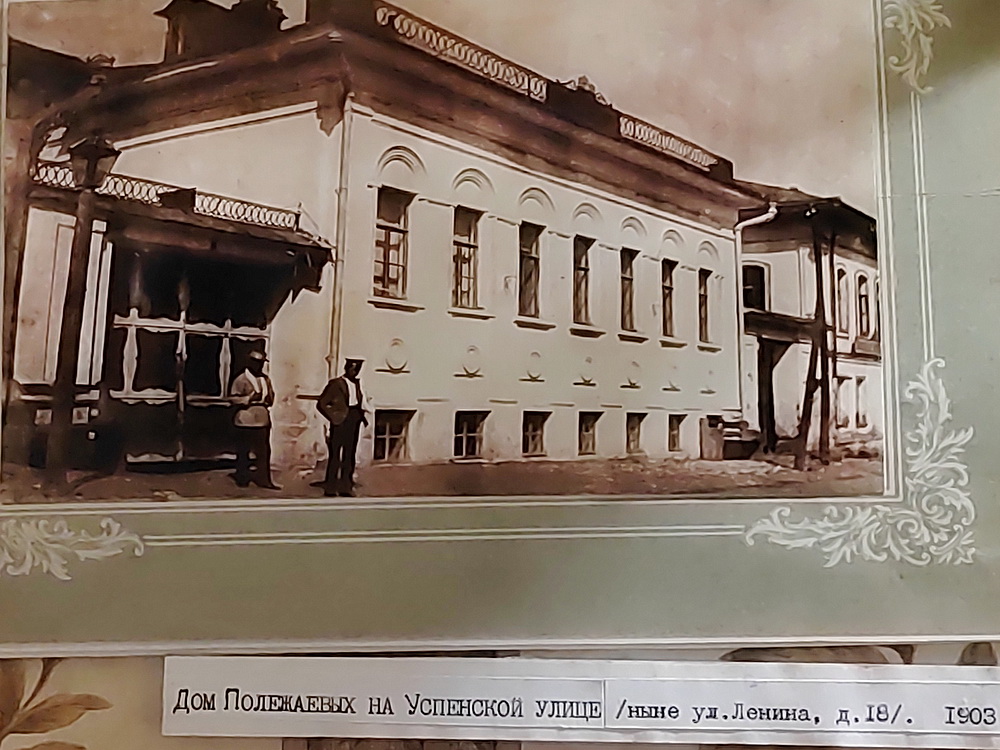 Дом Полежаевых на Успенской улице /ныне ул.Ленина, д.18/. 1903